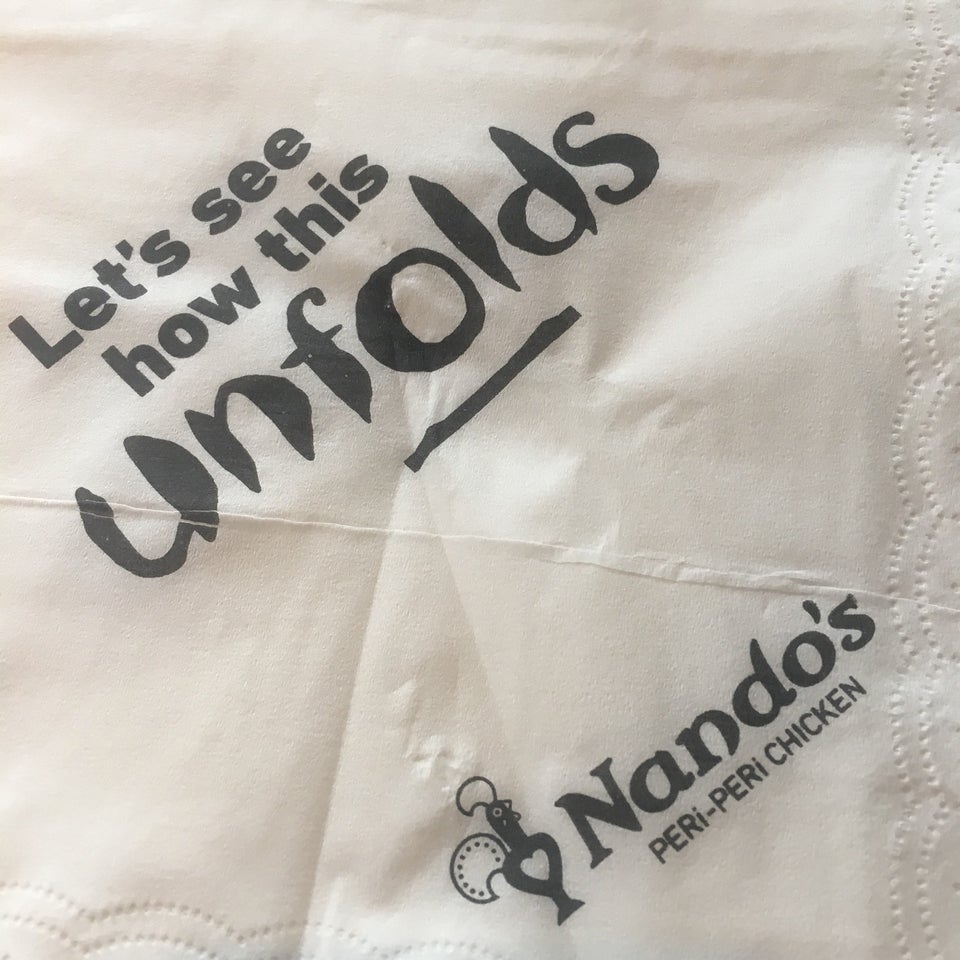 Let's see
how this
unfolds
Nando's
PERi-PERi CHICKEN